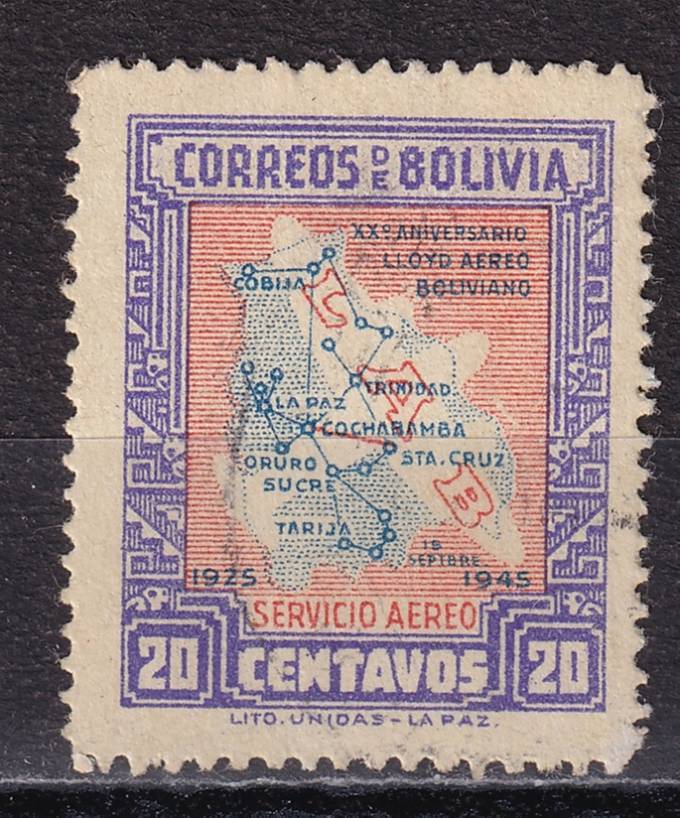 CORREOS DE BOLIVIA
XXº ANIVERSARIO
LLOYD AEREO
BOLIVIANO
COBIJA
L
TRINIDAD
A
LA PAZ
COCHABAMBA
ORURO
STA. CRUZ
SUCRE
B
TARIJA
1925
SEPTBRE.
1945
SERVICIO AEREO
20 CENTAVOS 20
LITO. UNIDAS - LA PAZ.